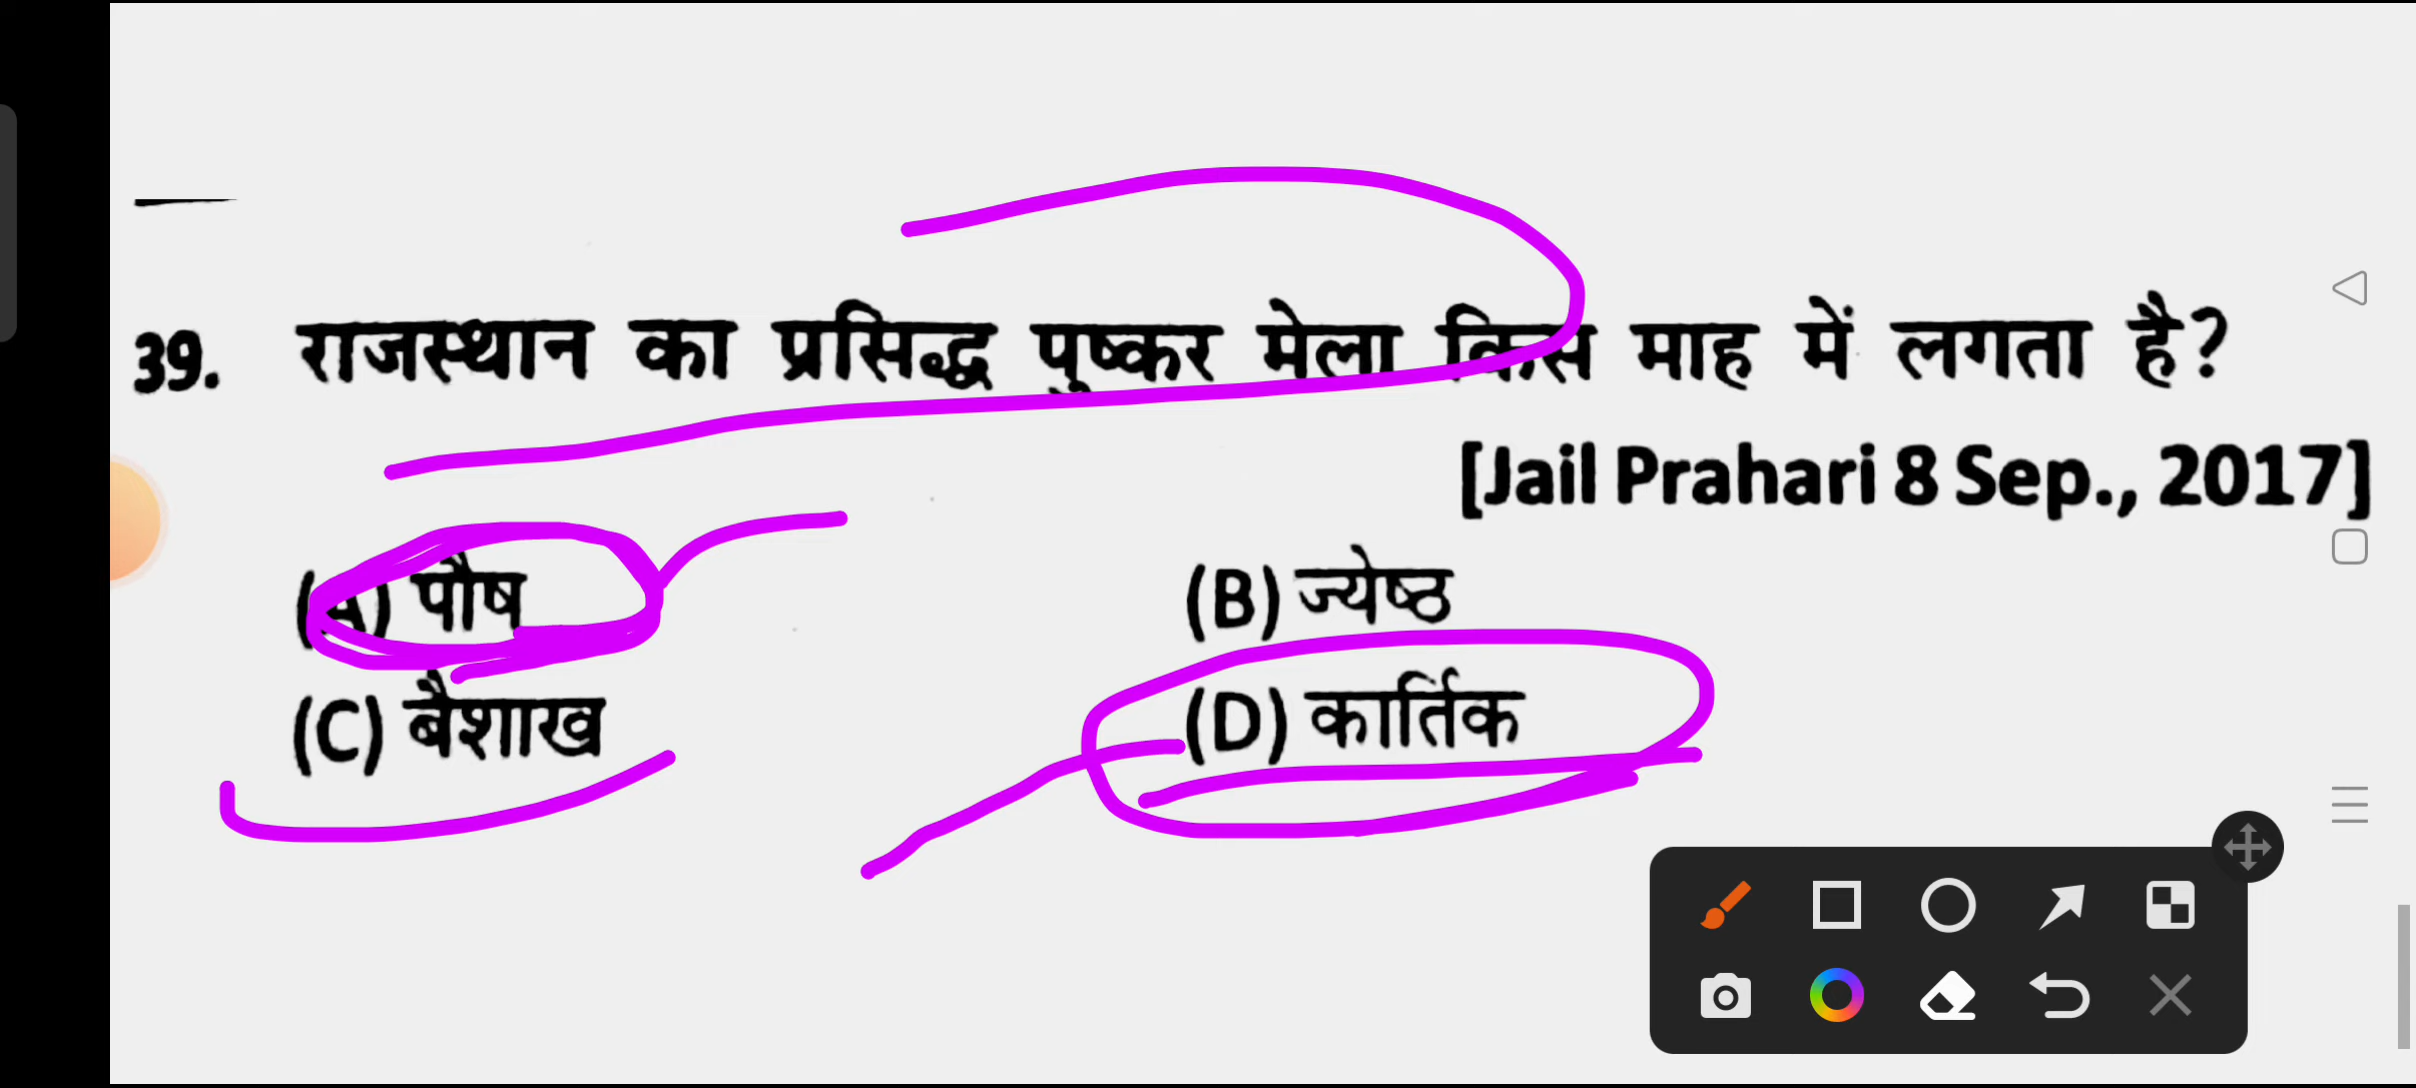 39. राजस्थान का प्रसिद्ध पुष्कर मेला किस माह में लगता है?
[Jail Prahari 8 Sep., 2017]
(A) पौष (B) ज्येष्ठ
(C) बैशाख (D) कार्तिक